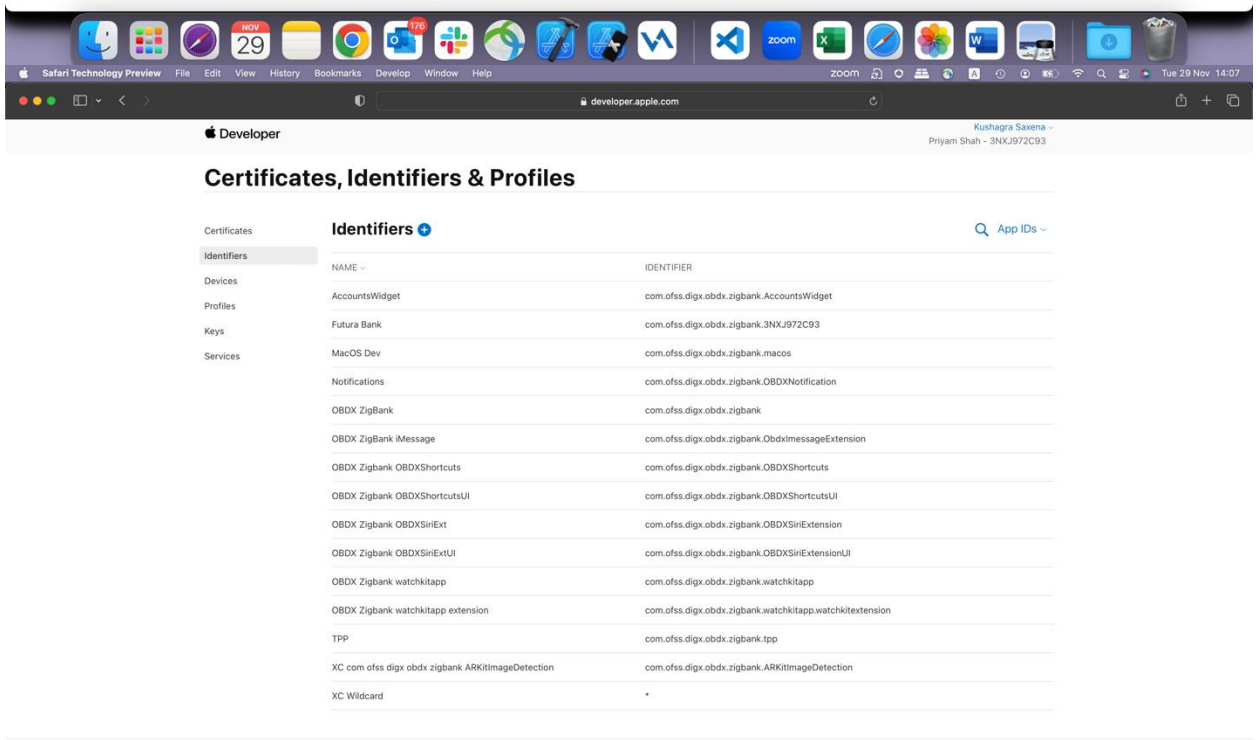 NOV
29
176
zoom
Safari Technology Preview File Edit View History Bookmarks Develop Window Help
zoom
A
Tue 29 Nov 14:07
developer.apple.com
Developer
Kushagra Saxena
Priyam Shah - 3NXJ972C93
Certificates, Identifiers & Profiles
Certificates
Identifiers
Devices
Profiles
Keys
Services
Identifiers
App IDs
NAME IDENTIFIER
AccountsWidget com.ofss.digx.obdx.zigbank.AccountsWidget
Futura Bank com.ofss.digx.obdx.zigbank.3NXJ972C93
MacOS Dev com.ofss.digx.obdx.zigbank.macos
Notifications com.ofss.digx.obdx.zigbank.OBDXNotification
OBDX ZigBank com.ofss.digx.obdx.zigbank
OBDX ZigBank iMessage com.ofss.digx.obdx.zigbank.ObdxImessageExtension
OBDX Zigbank OBDXShortcuts com.ofss.digx.obdx.zigbank.OBDXShortcuts
OBDX Zigbank OBDXShortcutsUI com.ofss.digx.obdx.zigbank.OBDXShortcutsUI
OBDX Zigbank OBDXSiriExt com.ofss.digx.obdx.zigbank.OBDXSiriExtension
OBDX Zigbank OBDXSiriExtUI com.ofss.digx.obdx.zigbank.OBDXSiriExtensionUI
OBDX Zigbank watchkitapp com.ofss.digx.obdx.zigbank.watchkitapp
OBDX Zigbank watchkitapp extension com.ofss.digx.obdx.zigbank.watchkitapp.watchkitextension
TPP com.ofss.digx.obdx.zigbank.tpp
XC com ofss digx obdx zigbank ARKitImageDetection com.ofss.digx.obdx.zigbank.ARKitImageDetection
XC Wildcard *